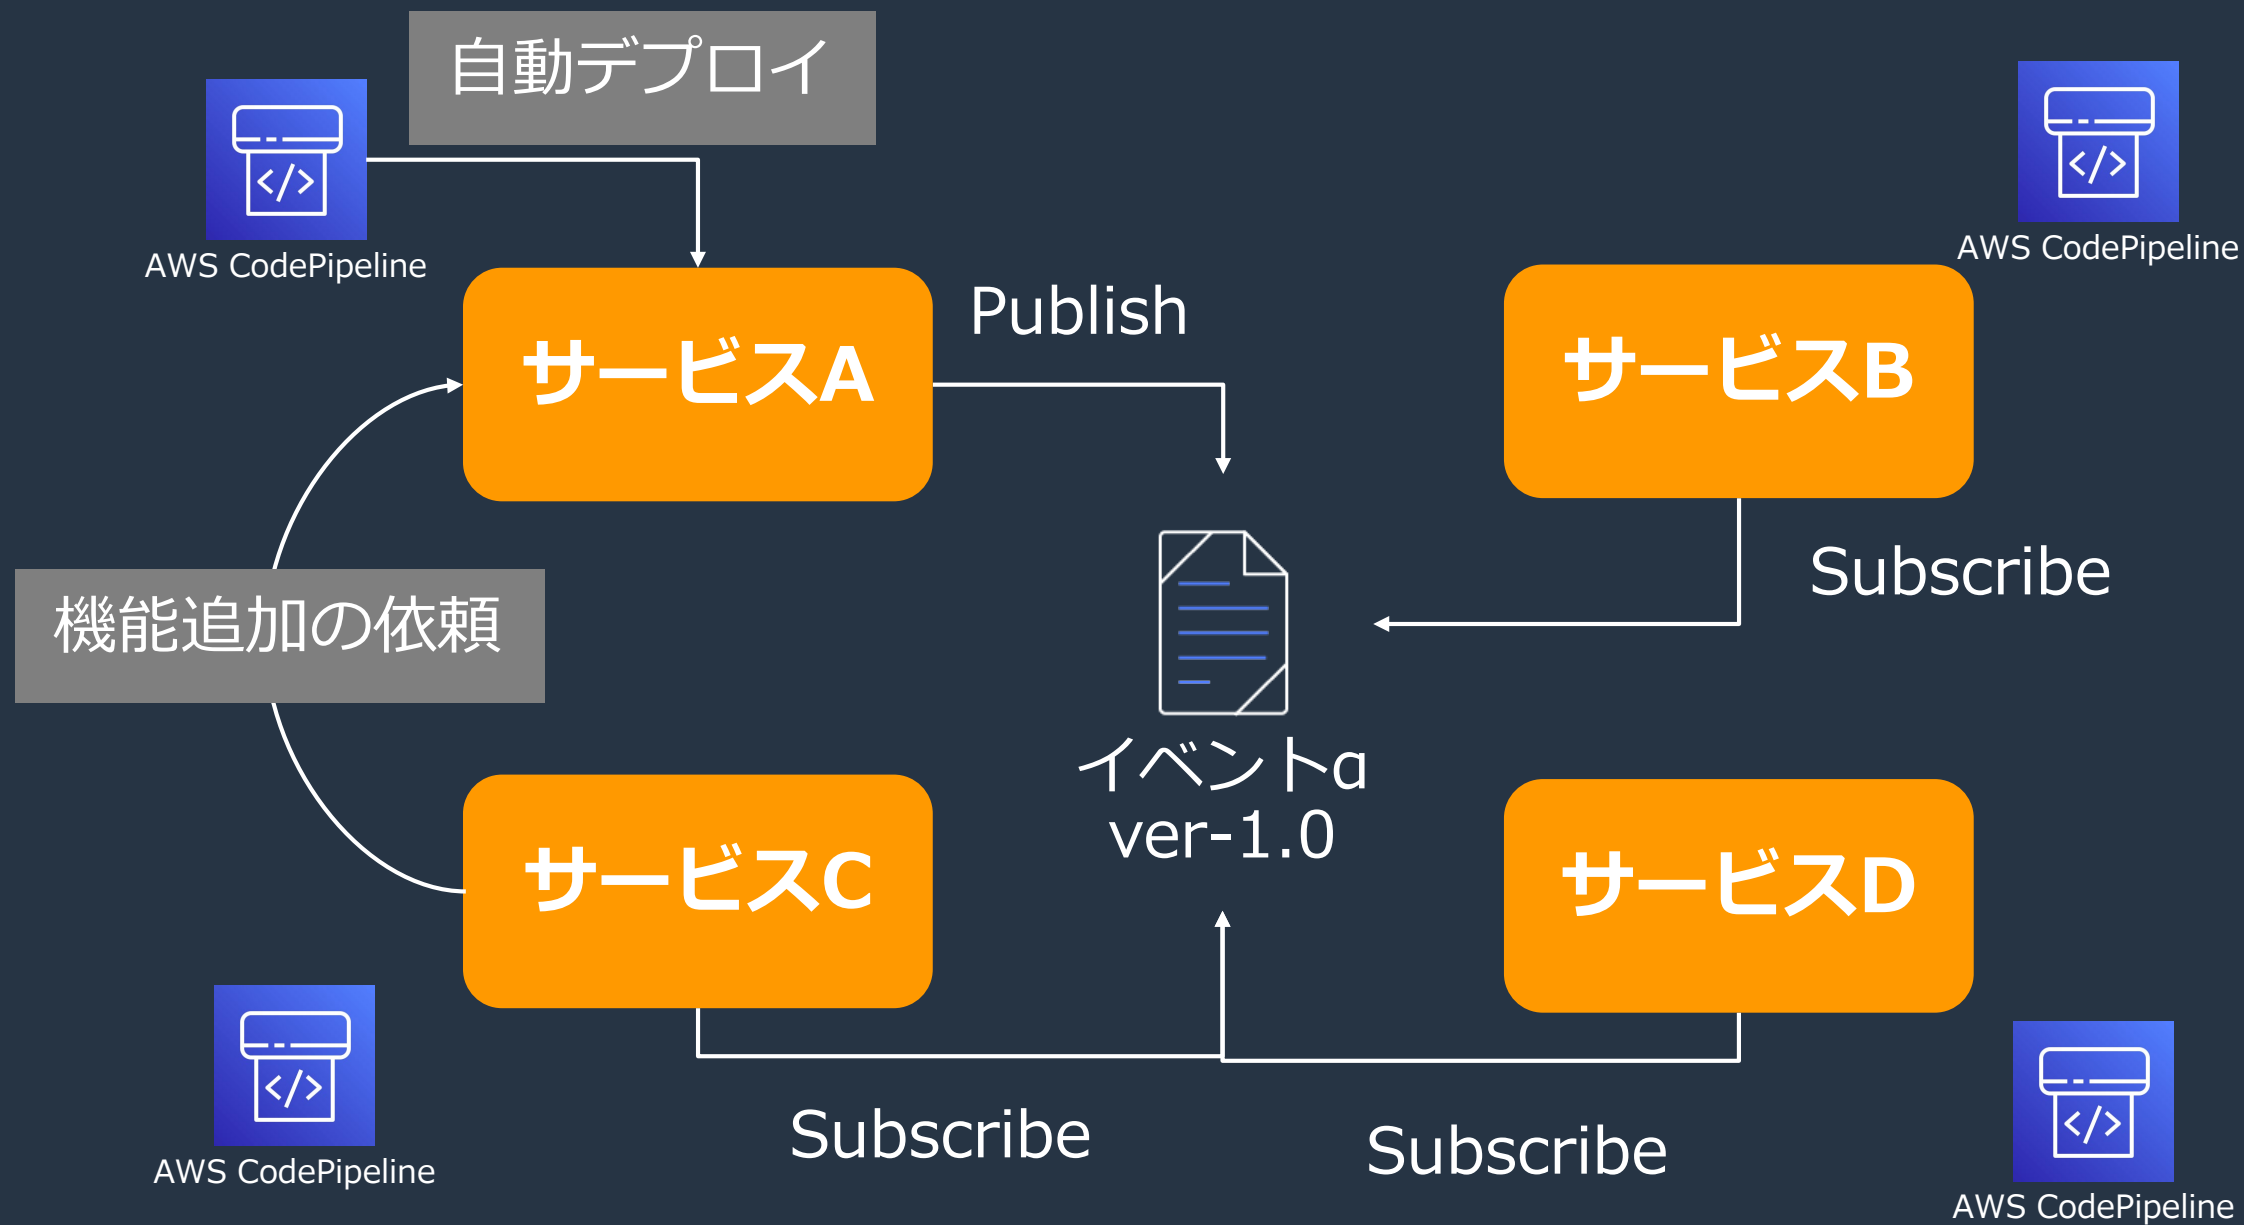 自動デプロイ
AWS CodePipeline
AWS CodePipeline
サービスA
Publish
サービスB
Subscribe
機能追加の依頼
イベントα
ver-1.0
サービスC
サービスD
AWS CodePipeline
Subscribe
Subscribe
AWS CodePipeline